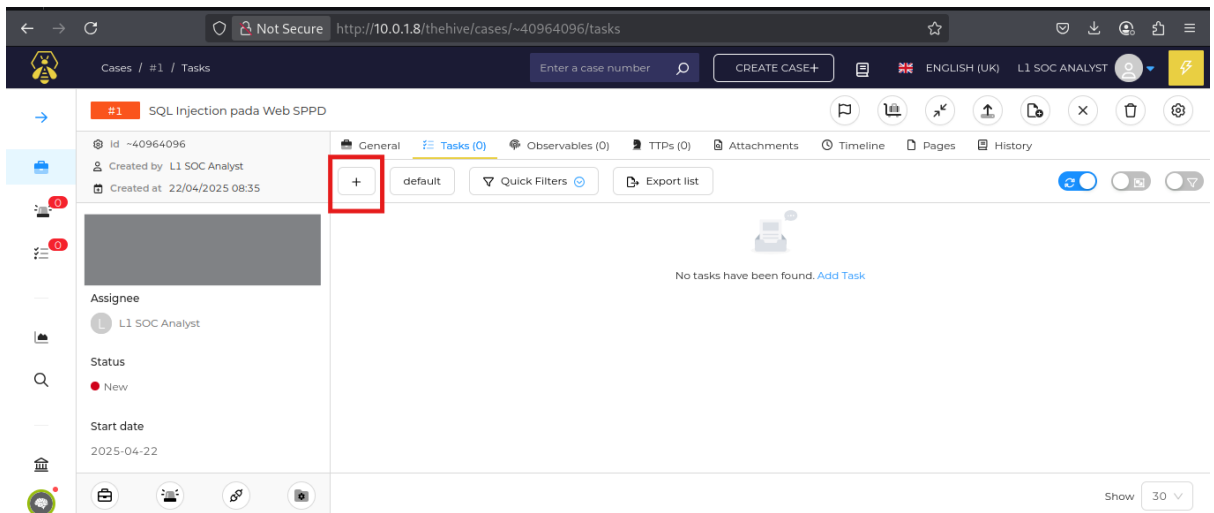 Not Secure http://10.0.1.8/thehive/cases/~40964096/tasks
Cases / #1 / Tasks
Enter a case number
CREATE CASE+
ENGLISH (UK)
L1 SOC ANALYST
#1 SQL Injection pada Web SPPD
id ~40964096
Created by L1 SOC Analyst
Created at 22/04/2025 08:35
General Tasks (0) Observables (0) TTPs (0) Attachments Timeline Pages History
+ default Quick Filters Export list
0
0
No tasks have been found. Add Task
Assignee
L L1 SOC Analyst
Status
New
Start date
2025-04-22
Show 30